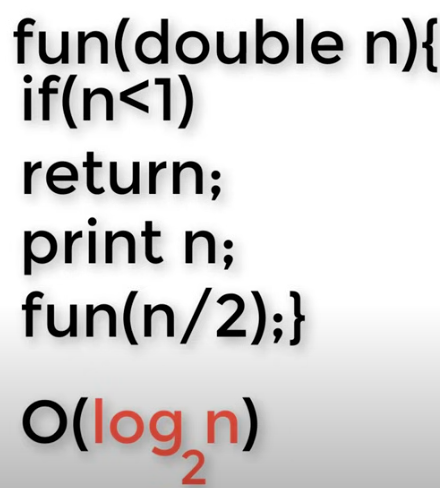 fun(double n){
if(n<1)
return;
print n;
fun(n/2);}
O(log₂n)